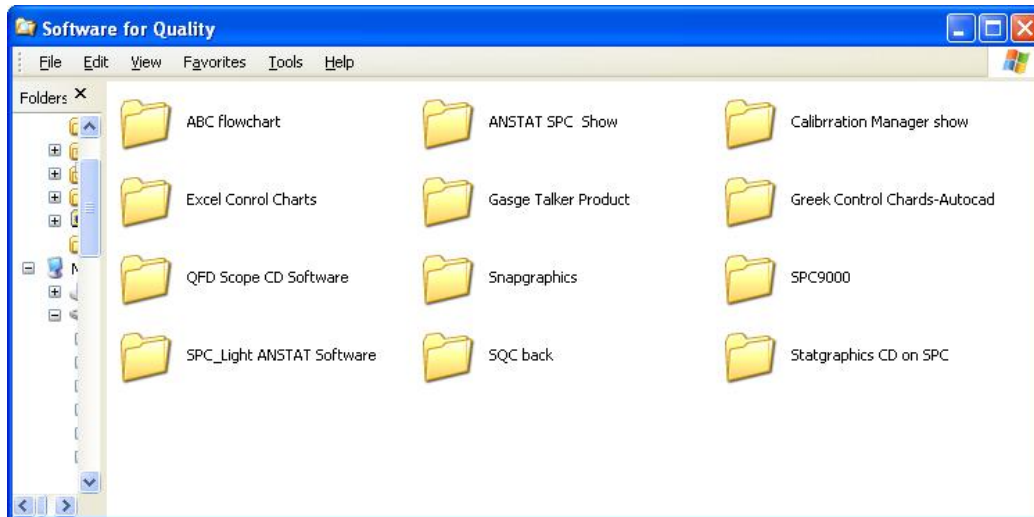 Software for Quality
File Edit View Favorites Tools Help
Folders
ABC flowchart ANSTAT SPC Show Calibrration Manager show
Excel Conrol Charts Gasge Talker Product Greek Control Chards-Autocad
QFD Scope CD Software Snapgraphics SPC9000
SPC_Light ANSTAT Software SQC back Statgraphics CD on SPC